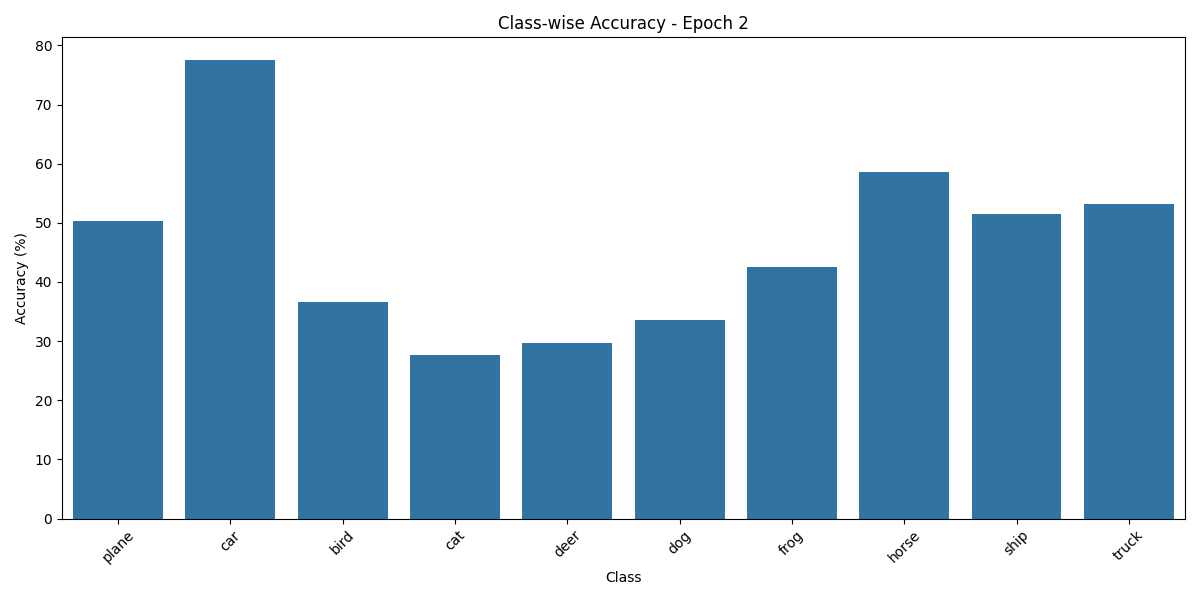 Class-wise Accuracy - Epoch 2
Accuracy (%)
80
70
60
50
40
30
20
10
0
plane
car
bird
cat
deer
dog
frog
horse
ship
truck
Class